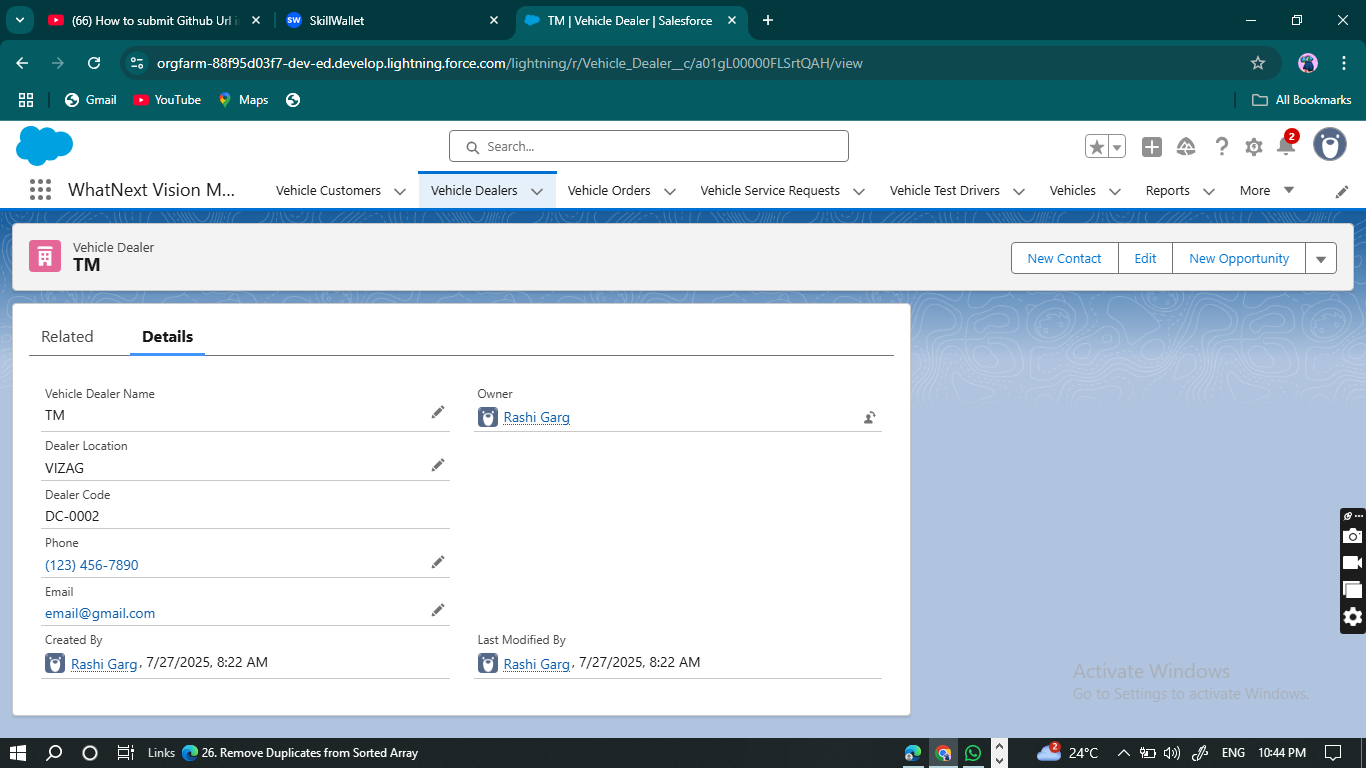 (66) How to submit Github Url i
SkillWallet
TM | Vehicle Dealer | Salesforce
orgfarm-88f95d03f7-dev-ed.develop.lightning.force.com/lightning/r/Vehicle_Dealer__c/a01gL00000FLSrtQAH/view
Gmail
YouTube
Maps
All Bookmarks
Search...
2
WhatNext Vision M...
Vehicle Customers
Vehicle Dealers
Vehicle Orders
Vehicle Service Requests
Vehicle Test Drivers
Vehicles
Reports
More
Vehicle Dealer
TM
New Contact
Edit
New Opportunity
Related
Details
Vehicle Dealer Name
TM
Owner
Rashi Garg
Dealer Location
VIZAG
Dealer Code
DC-0002
Phone
(123) 456-7890
Email
email@gmail.com
Created By
Rashi Garg, 7/27/2025, 8:22 AM
Last Modified By
Rashi Garg, 7/27/2025, 8:22 AM
Activate Windows
Go to Settings to activate Windows.
Links
26. Remove Duplicates from Sorted Array
2
24°C
ENG
10:44 PM